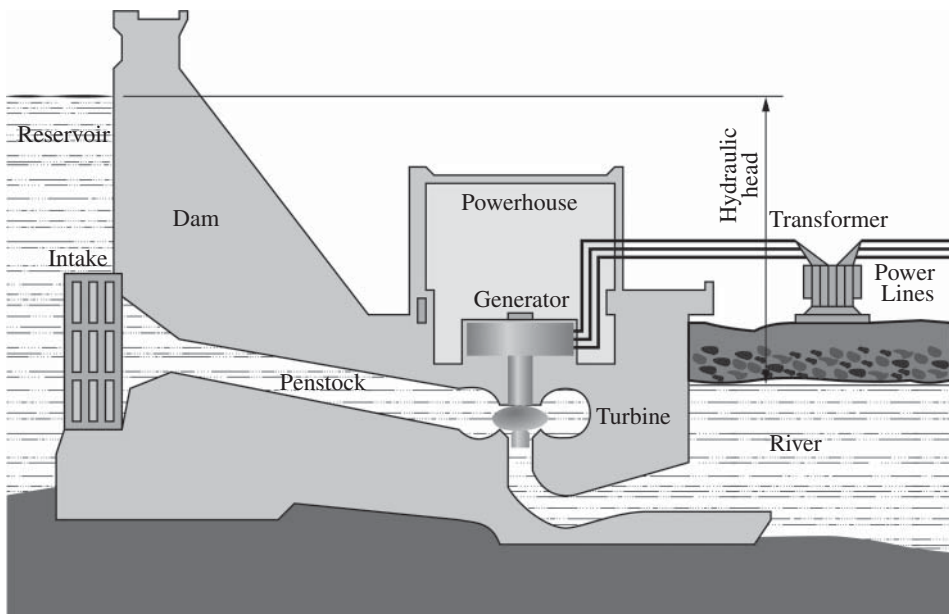 Reservoir
Dam
Powerhouse
Hydraulic
head
Transformer
Intake
Power
Lines
Generator
Penstock
Turbine
River